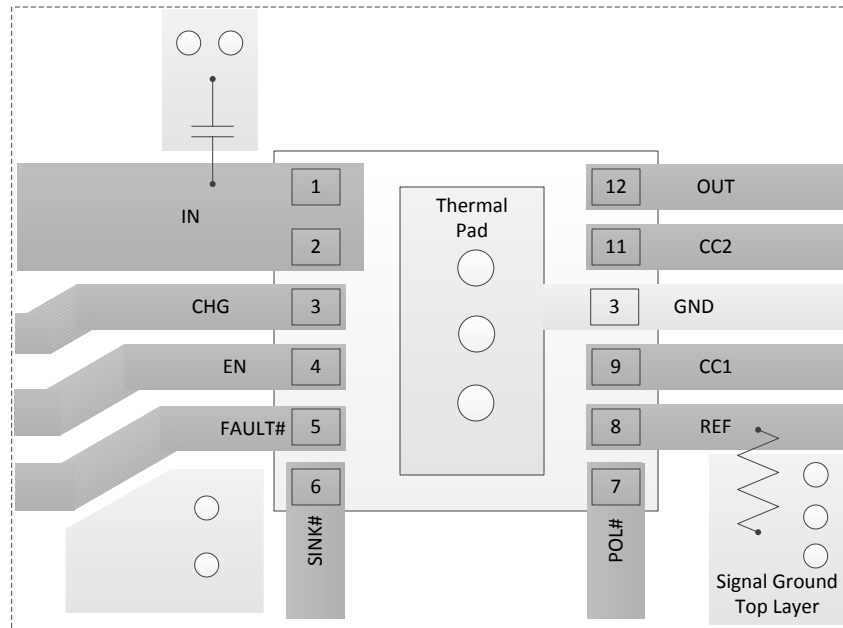 1
12
OUT
Thermal
Pad
IN
2
11
CC2
CHG
3
3
GND
EN
4
9
CC1
FAULT#
5
8
REF
6
7
SINK#
POL#
Signal Ground
Top Layer